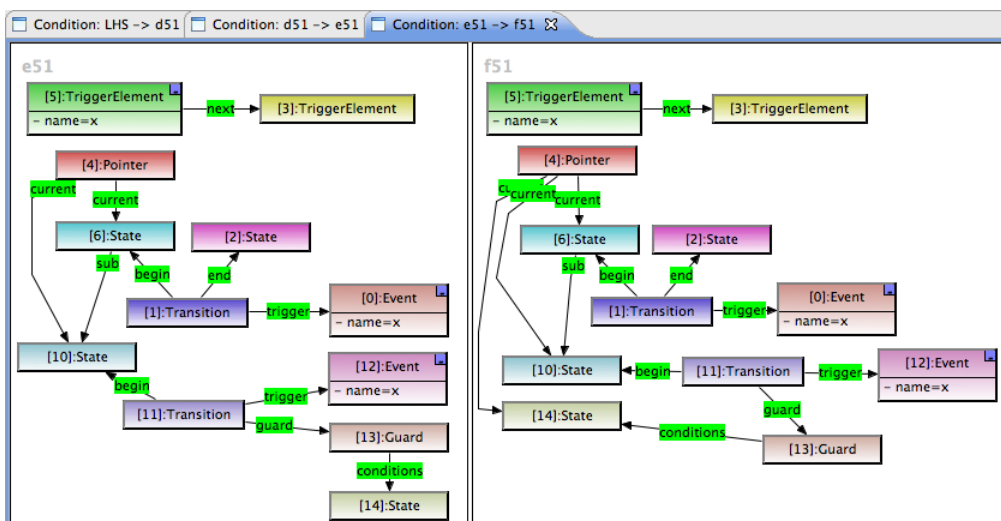 Condition: LHS -> d51
Condition: d51 -> e51
Condition: e51 -> f51
e51
[5]:TriggerElement
- name=x
next
[3]:TriggerElement
[4]:Pointer
current
current
[6]:State
[2]:State
sub
begin
end
[1]:Transition
trigger
[0]:Event
- name=x
[10]:State
begin
[12]:Event
- name=x
trigger
[11]:Transition
guard
[13]:Guard
conditions
[14]:State
f51
[5]:TriggerElement
- name=x
next
[3]:TriggerElement
[4]:Pointer
current
current
[6]:State
[2]:State
sub
begin
end
[1]:Transition
trigger
[0]:Event
- name=x
[10]:State
begin
[11]:Transition
trigger
[12]:Event
- name=x
guard
[14]:State
conditions
[13]:Guard